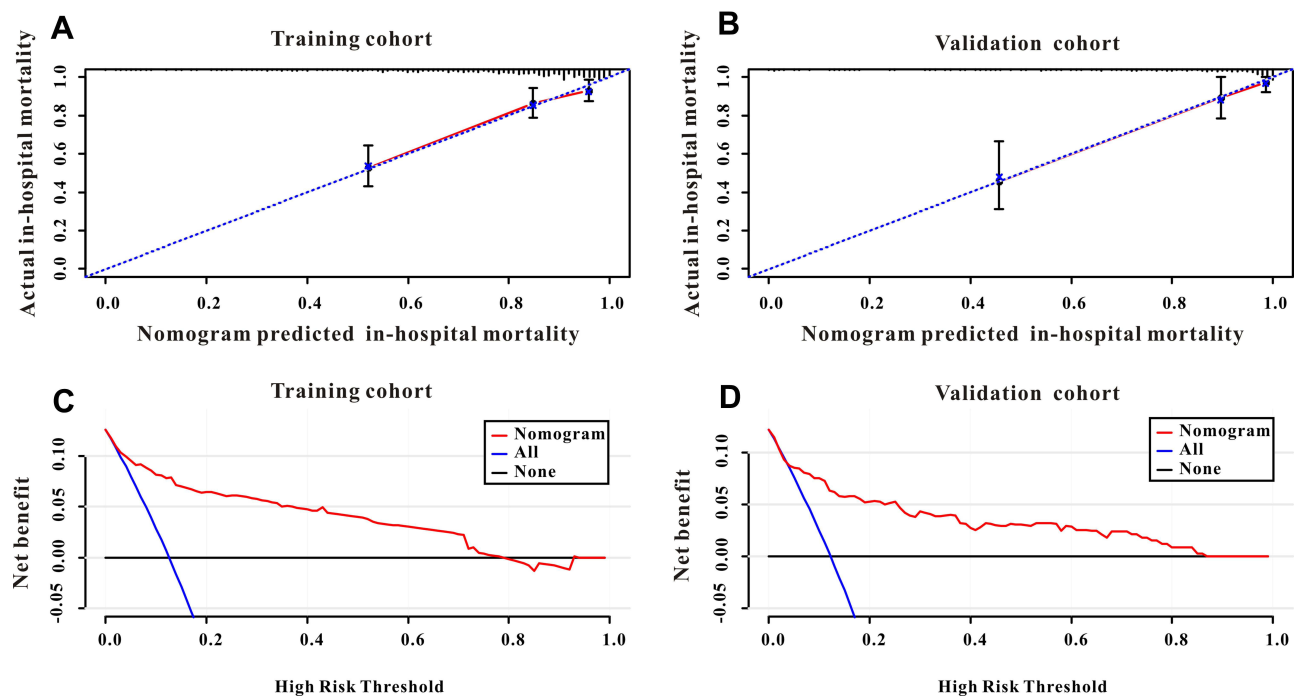 A
Training cohort
Actual in-hospital mortality
0.0 0.2 0.4 0.6 0.8 1.0
0.0 0.2 0.4 0.6 0.8 1.0
Nomogram predicted in-hospital mortality
B
Validation cohort
Actual in-hospital mortality
0.0 0.2 0.4 0.6 0.8 1.0
0.0 0.2 0.4 0.6 0.8 1.0
Nomogram predicted in-hospital mortality
C
Training cohort
Nomogram
All
None
Net benefit
-0.05 0.00 0.05 0.10
0.0 0.2 0.4 0.6 0.8 1.0
High Risk Threshold
D
Validation cohort
Nomogram
All
None
Net benefit
-0.05 0.00 0.05 0.10
0.0 0.2 0.4 0.6 0.8 1.0
High Risk Threshold